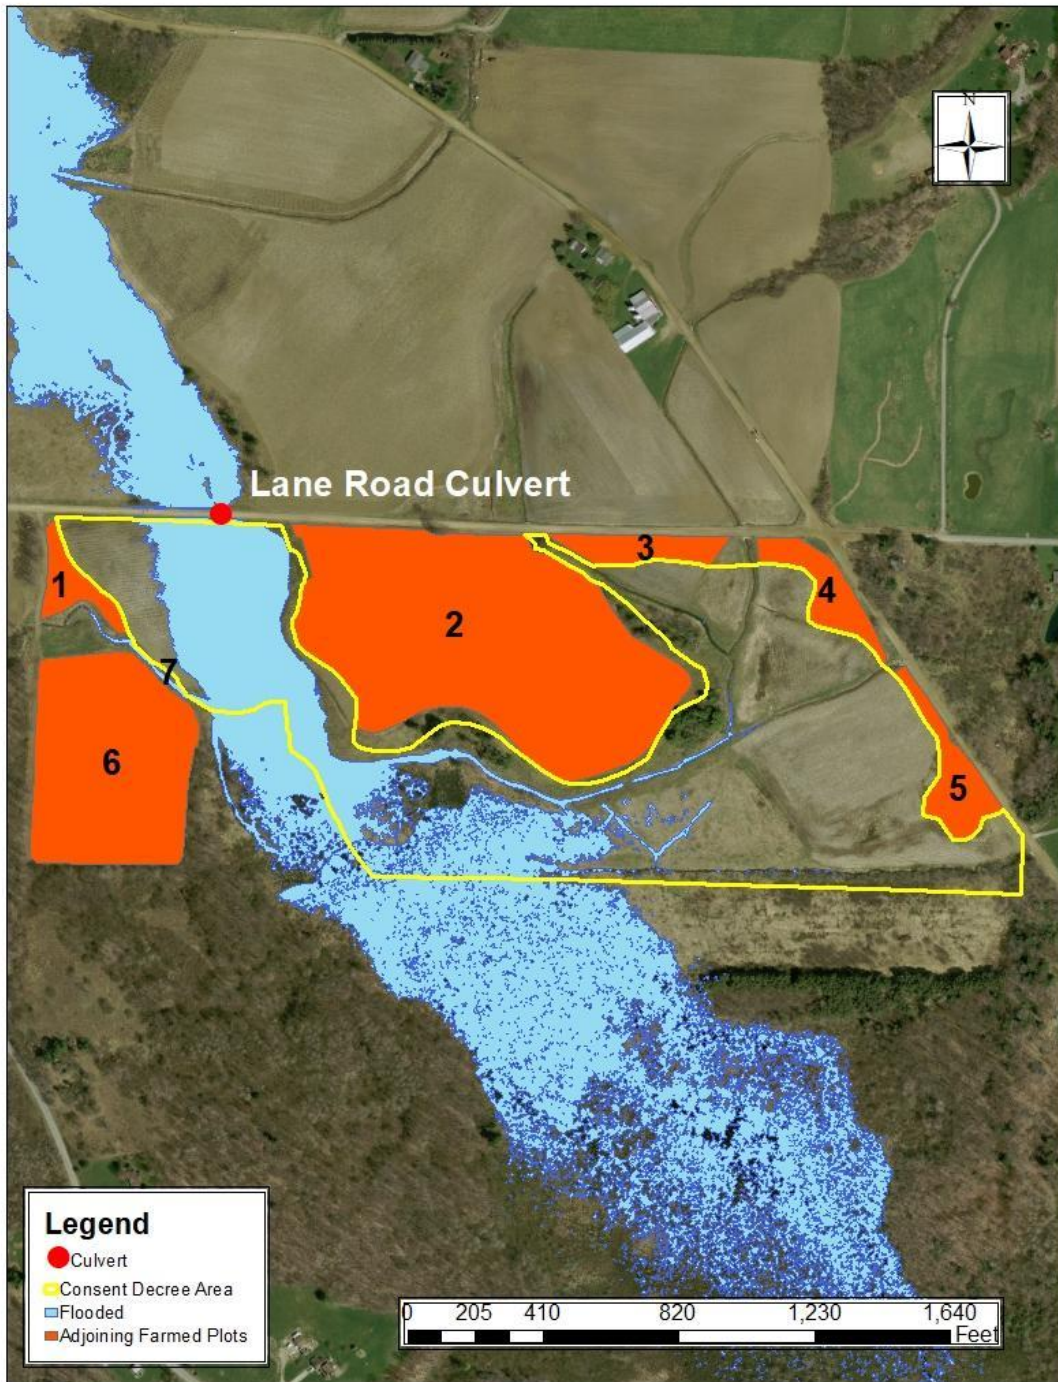 N
Lane Road Culvert
3
1
4
2
7
6
5
Legend
Culvert
Consent Decree Area
Flooded
Adjoining Farmed Plots
0 205 410 820 1,230 1,640
Feet